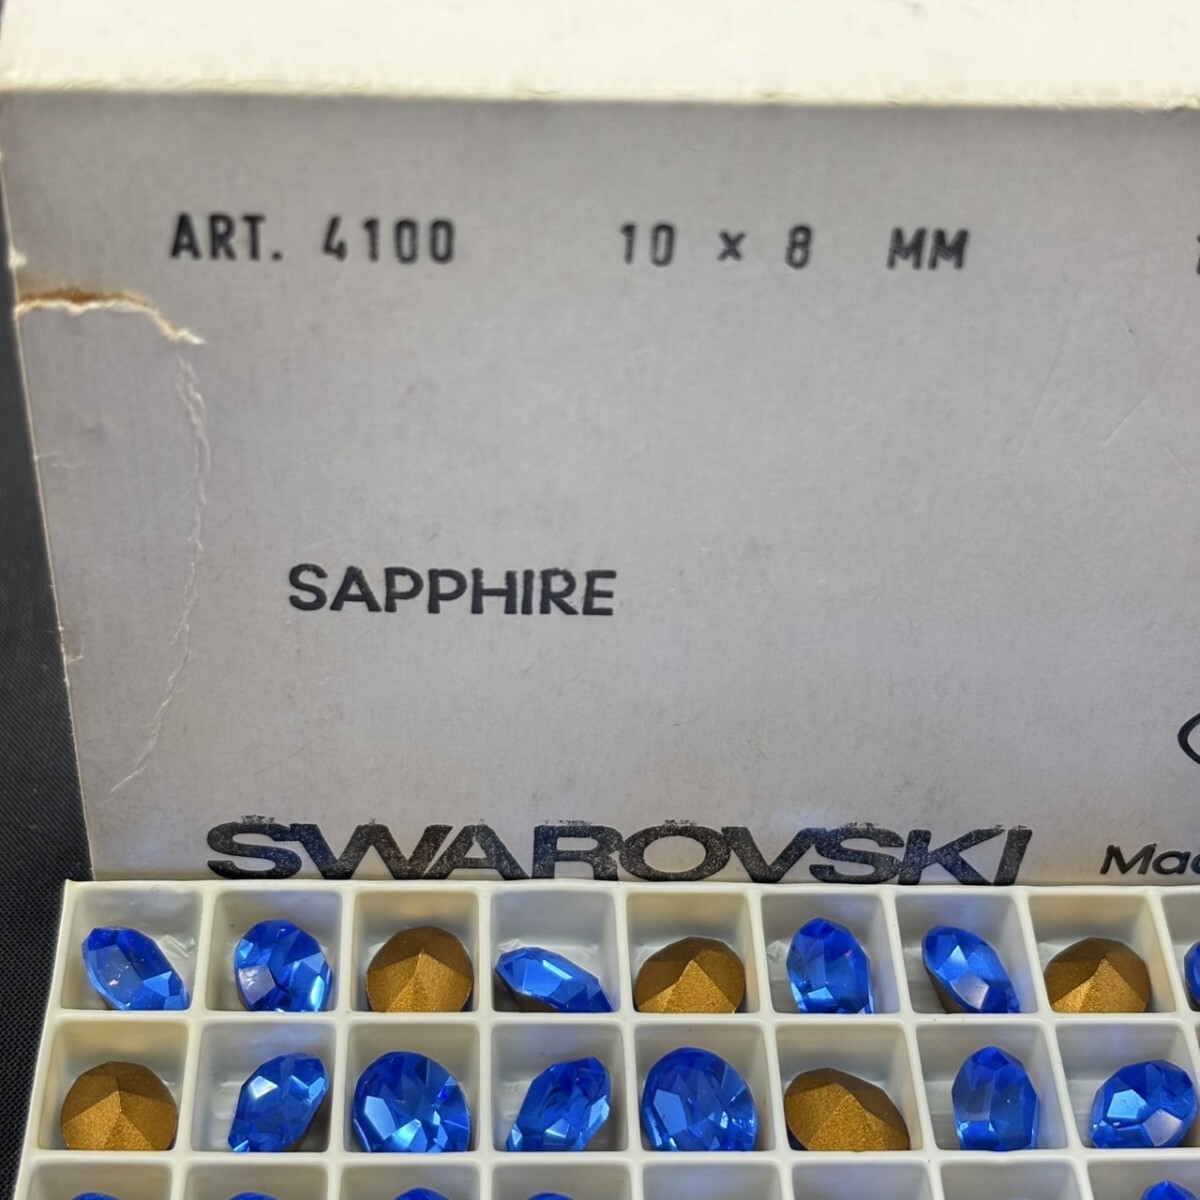 ART. 4100 10 × 8 MM
SAPPHIRE
SWAROVSKI